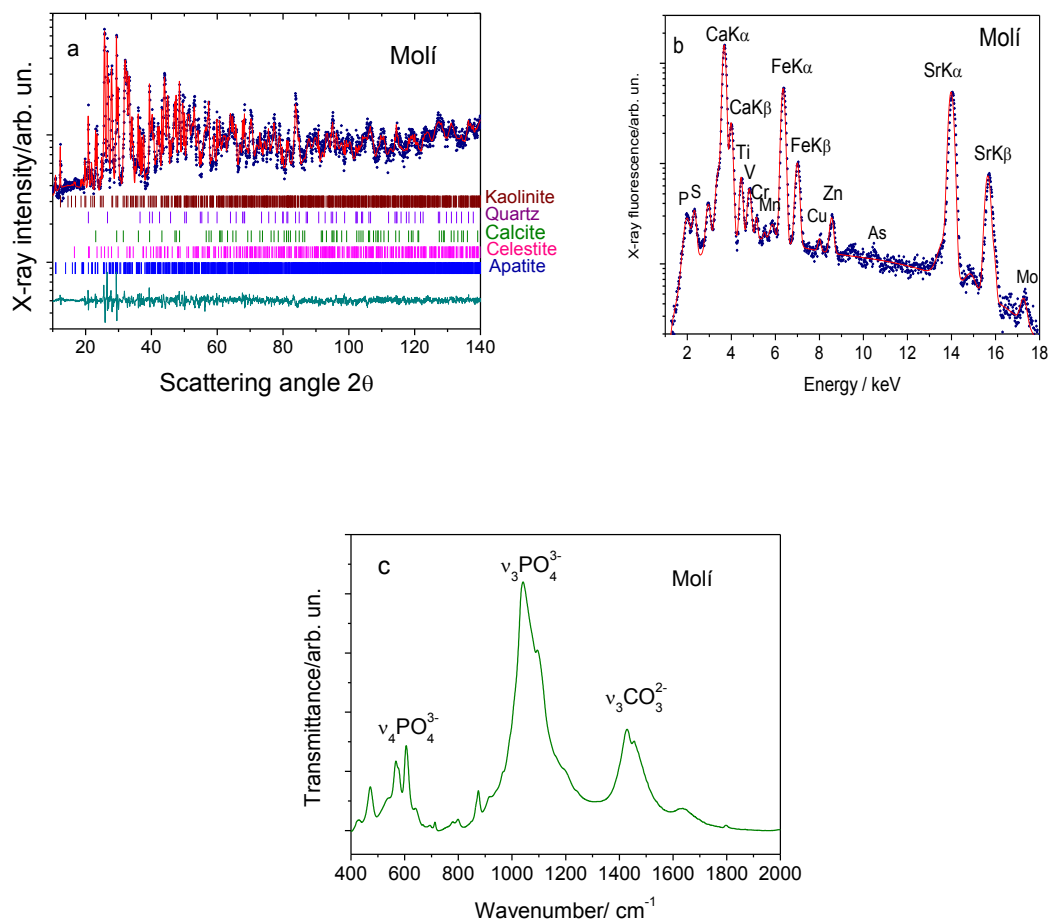 a
Molí
X-ray intensity/arb. un.
Kaolinite
Quartz
Calcite
Celestite
Apatite
20 40 60 80 100 120 140
Scattering angle 2θ
b
Molí
X-ray fluorescence/arb. un.
CaKα
CaKβ
FeKα
FeKβ
SrKα
SrKβ
Ti
V
Cr
Mn
P
S
Cu
Zn
As
Mo
2 4 6 8 10 12 14 16 18
Energy / keV
c
Molí
Transmittance/arb. un.
ν₃PO₄³⁻
ν₄PO₄³⁻
ν₃CO₃²⁻
400 600 800 1000 1200 1400 1600 1800 2000
Wavenumber/ cm⁻¹